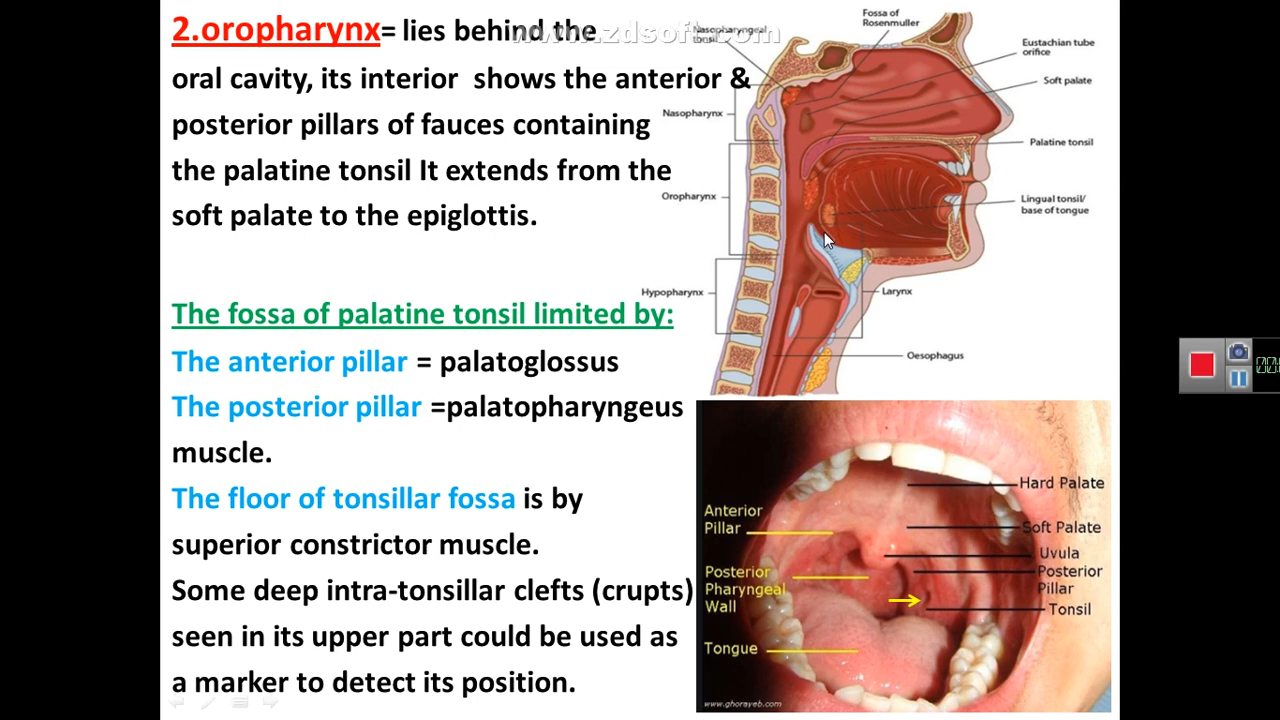 2.oropharynx= lies behind the
oral cavity, its interior shows the anterior &
posterior pillars of fauces containing
the palatine tonsil It extends from the
soft palate to the epiglottis.
The fossa of palatine tonsil limited by:
The anterior pillar = palatoglossus
The posterior pillar =palatopharyngeus
muscle.
The floor of tonsillar fossa is by
superior constrictor muscle.
Some deep intra-tonsillar clefts (crupts)
seen in its upper part could be used as
a marker to detect its position.
www.zdsoft.com
Nasopharyngeal
tonsil
Fossa of
Rosenmuller
Eustachian tube
orifice
Soft palate
Nasopharynx
Palatine tonsil
Oropharynx
Lingual tonsil/
base of tongue
Hypopharynx
Larynx
Oesophagus
Hard Palate
Anterior
Pillar
Soft Palate
Uvula
Posterior
Pharyngeal
Wall
Posterior
Pillar
Tonsil
Tongue
www.ghorayeb.com